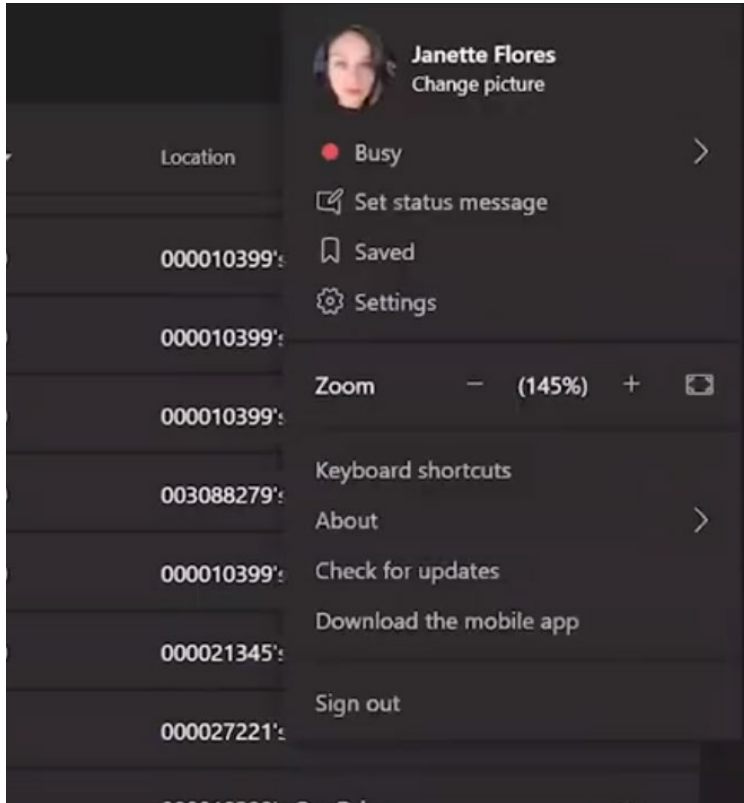 Janette Flores
Change picture
Busy
Set status message
Saved
Settings
Zoom
(145%)
Keyboard shortcuts
About
Check for updates
Download the mobile app
Sign out
Location
000010399's
000010399's
000010399's
003088279's
000010399's
000021345's
000027221's